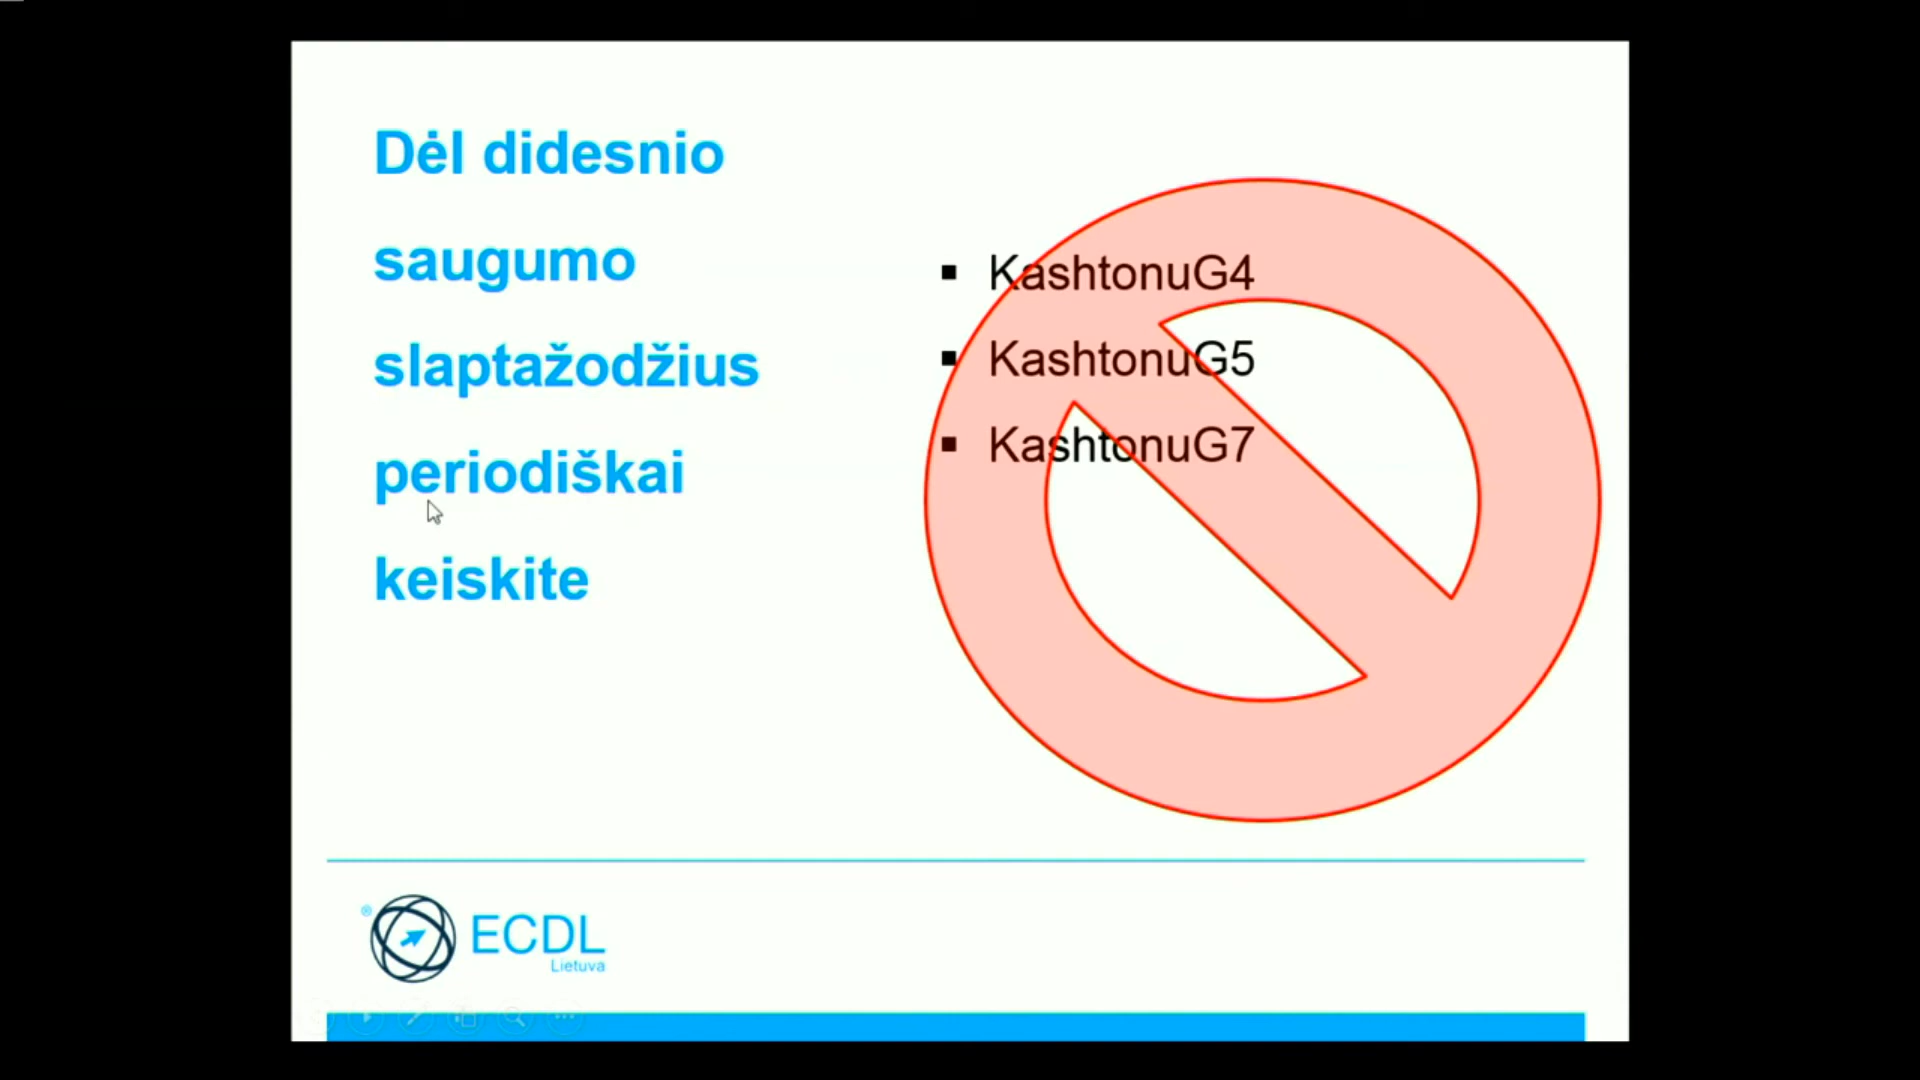 Dėl didesnio
saugumo
slaptažodžius
periodiškai
keiskite
▪ KashtonuG4
▪ KashtonuG5
▪ KashtonuG7
® ECDL
Lietuva